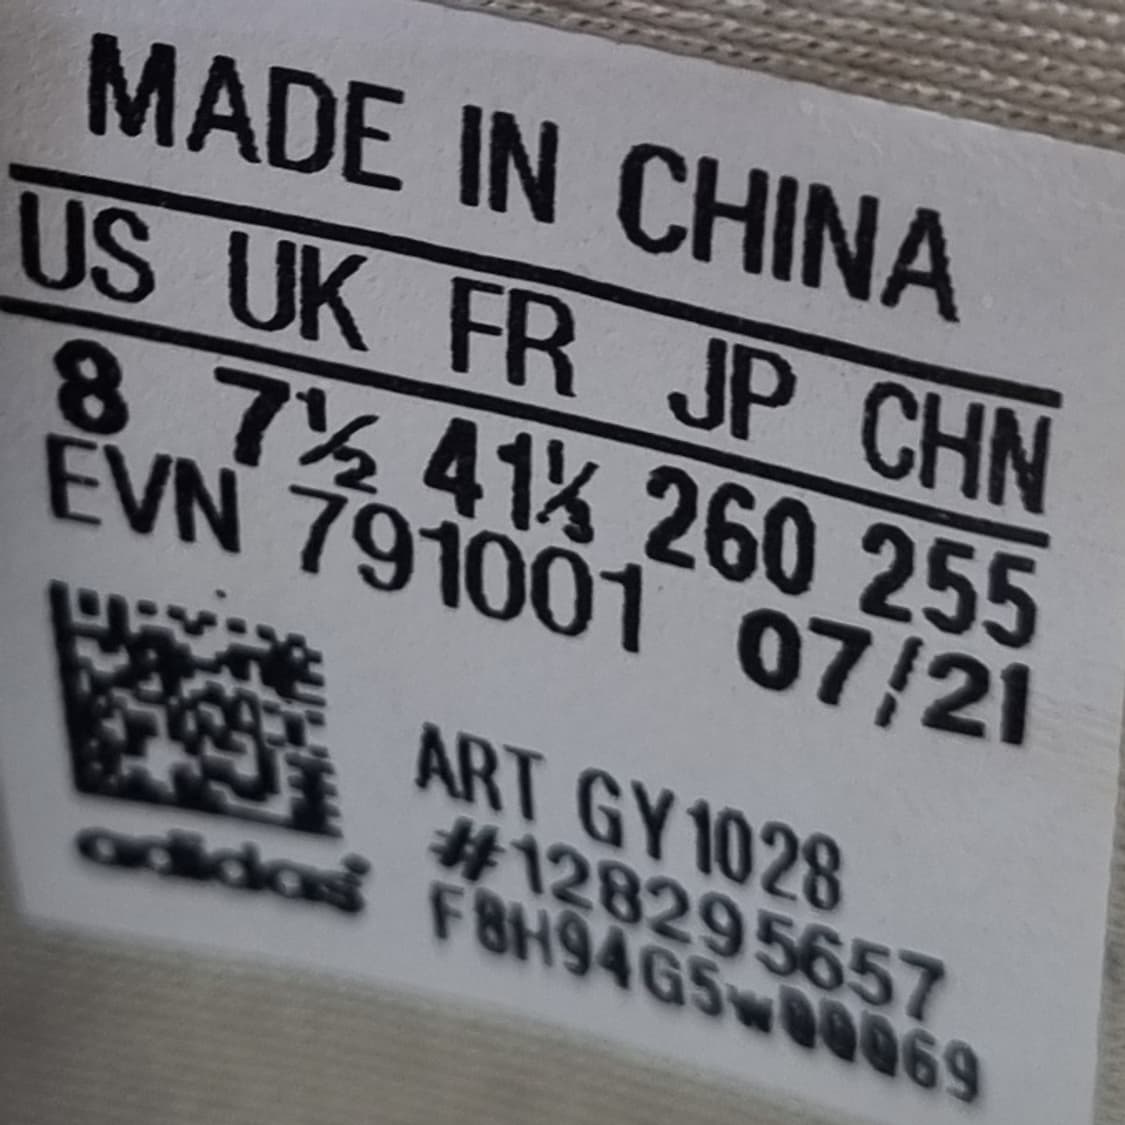 MADE IN CHINA
US UK FR JP CHN
8 7½ 41⅓ 260 255
EVN 791001 07/21
ART GY1028
#128295657
F8H94G5w00069
adidas